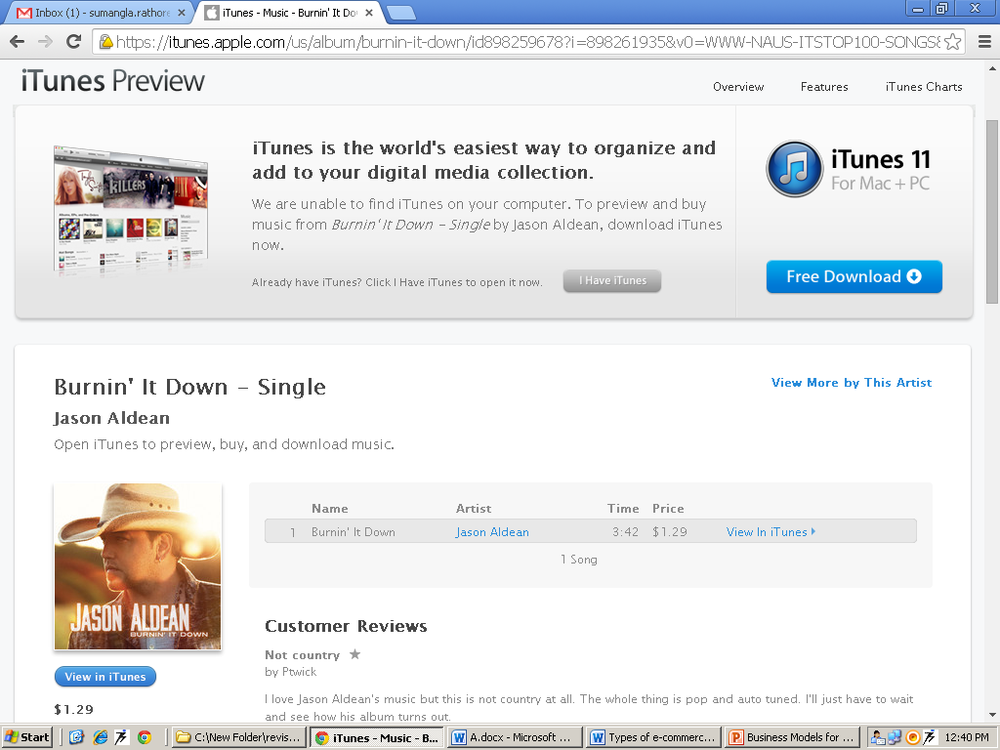 Inbox (1) - sumangla.rathore
iTunes - Music - Burnin' It Do
https://itunes.apple.com/us/album/burnin-it-down/id898259678?i=898261935&v0=WWW-NAUS-ITSTOP100-SONGS&
iTunes Preview
Overview Features iTunes Charts
iTunes is the world's easiest way to organize and
add to your digital media collection.
We are unable to find iTunes on your computer. To preview and buy
music from Burnin' It Down - Single by Jason Aldean, download iTunes
now.
Already have iTunes? Click I Have iTunes to open it now.
I Have iTunes
KILLERS
iTunes 11
For Mac + PC
Free Download
Burnin' It Down - Single
View More by This Artist
Jason Aldean
Open iTunes to preview, buy, and download music.
JASON ALDEAN
BURNIN' IT DOWN
View in iTunes
$1.29
Name Artist Time Price
1 Burnin' It Down Jason Aldean 3:42 $1.29 View In iTunes
1 Song
Customer Reviews
Not country ★
by Ptwick
I love Jason Aldean's music but this is not country at all. The whole thing is pop and auto tuned. I'll just have to wait
and see how his album turns out.
Start
C:\New Folder\revis...
iTunes - Music - B...
A.docx - Microsoft ...
Types of e-commerc...
Business Models for ...
12:40 PM